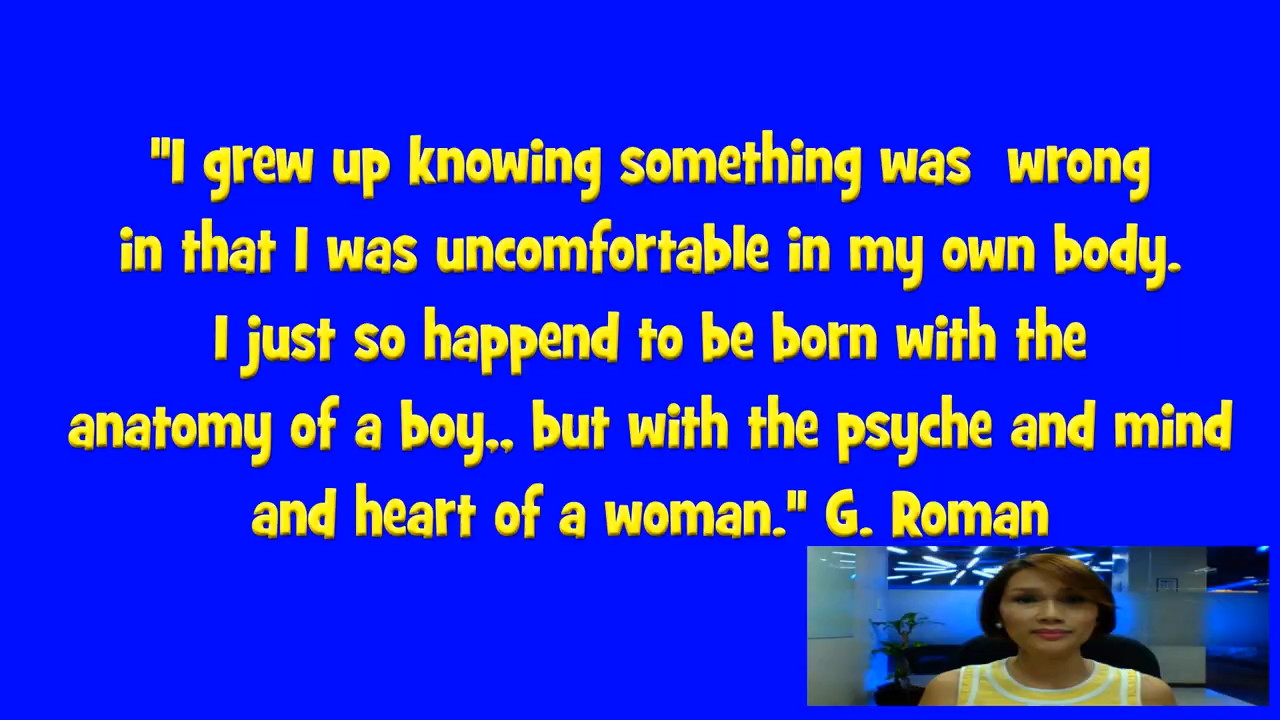 "I grew up knowing something was  wrong
in that I was uncomfortable in my own body.
I just so happend to be born with the
anatomy of a boy,, but with the psyche and mind
and heart of a woman." G. Roman